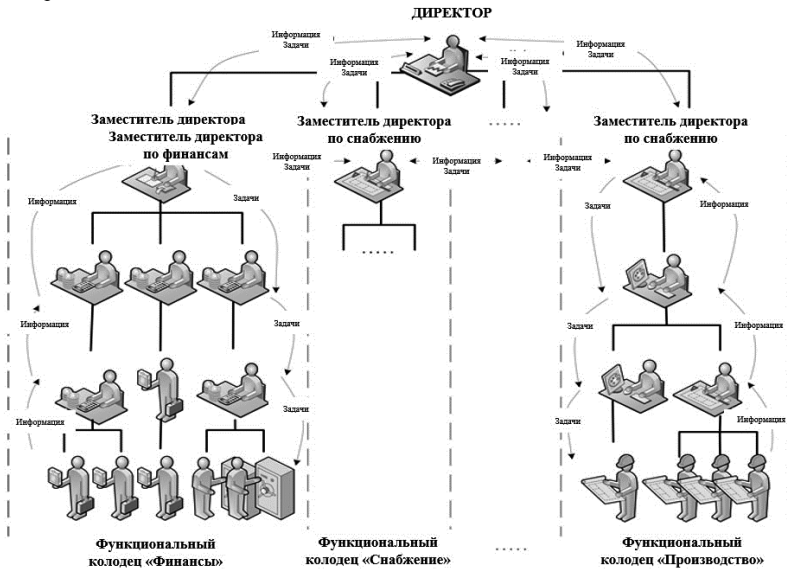 ДИРЕКТОР
Информация
Задачи
Информация
Задачи
Информация
Задачи
Информация
Задачи
Заместитель директора
Заместитель директора
по финансам
Заместитель директора
по снабжению
.....
Заместитель директора
по снабжению
Информация
Задачи
Информация
Задачи
Информация
Задачи
Информация
Задачи
Задачи
Информация
.....
Информация
Задачи
Задачи
Информация
Информация
Задачи
Задачи
Информация
Функциональный
колодец «Финансы»
Функциональный
колодец «Снабжение»
.....
Функциональный
колодец «Производство»